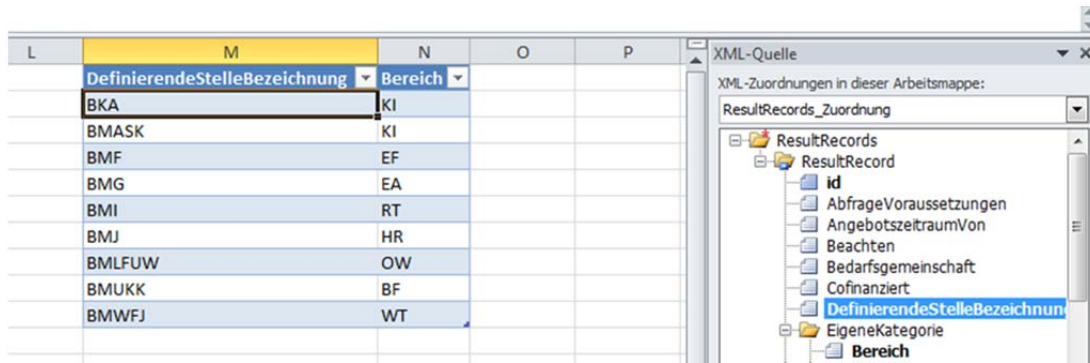 L M N O P
DefinierendeStelleBezeichnung Bereich
BKA KI
BMASK KI
BMF EF
BMG EA
BMI RT
BMJ HR
BMLFUW OW
BMUKK BF
BMWFJ WT
XML-Quelle
XML-Zuordnungen in dieser Arbeitsmappe:
ResultRecords_Zuordnung
ResultRecords
ResultRecord
id
AbfrageVoraussetzungen
AngebotszeitraumVon
Beachten
Bedarfsgemeinschaft
Cofinanziert
DefinierendeStelleBezeichnung
EigeneKategorie
Bereich